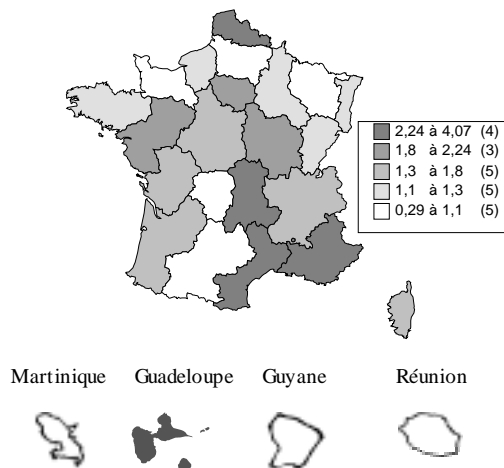 2,24 à 4,07 (4)
1,8 à 2,24 (3)
1,3 à 1,8 (5)
1,1 à 1,3 (5)
0,29 à 1,1 (5)
Martinique Guadeloupe Guyane Réunion